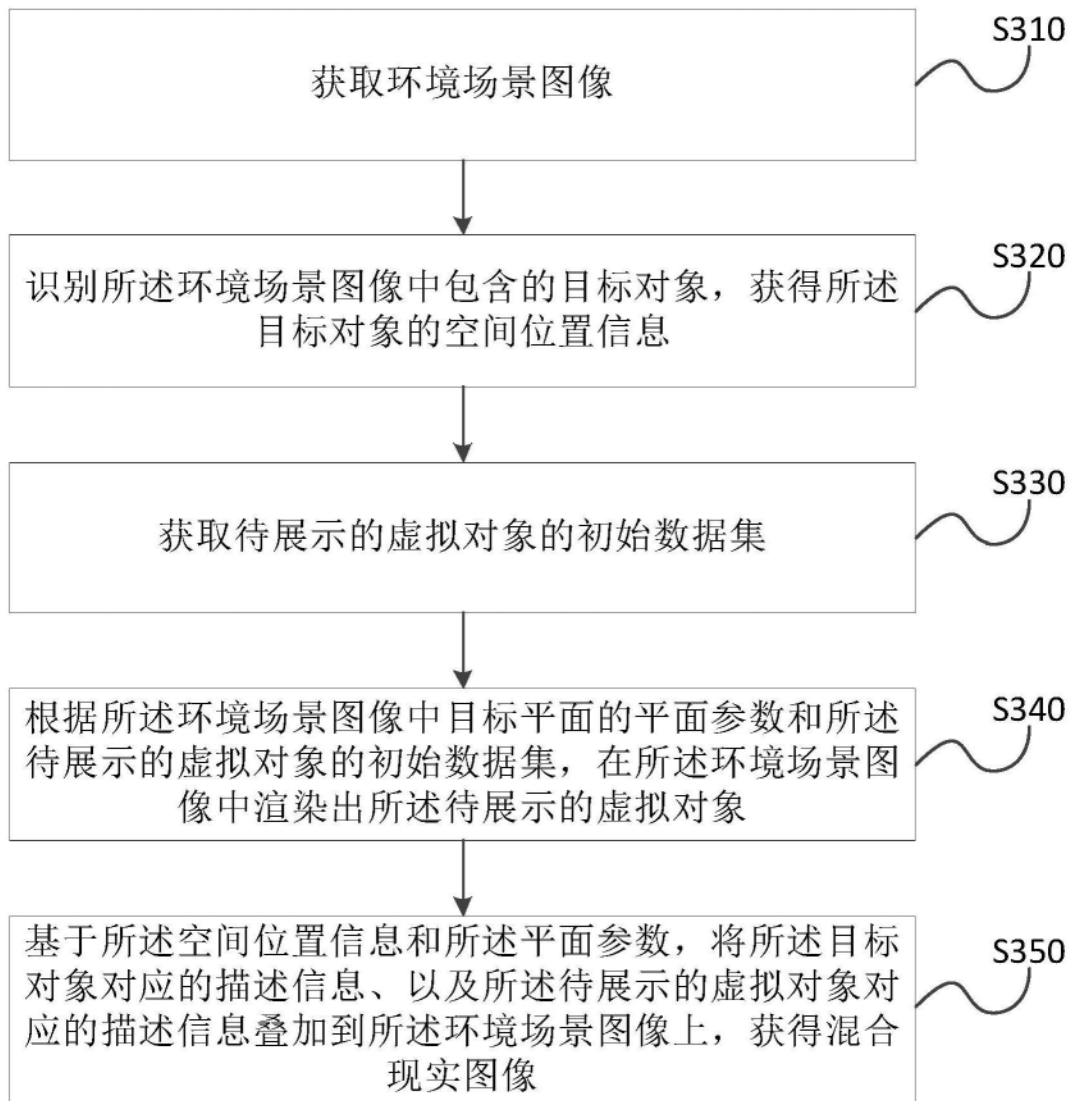 S310
获取环境场景图像
S320
识别所述环境场景图像中包含的目标对象，获得所述
目标对象的空间位置信息
S330
获取待展示的虚拟对象的初始数据集
S340
根据所述环境场景图像中目标平面的平面参数和所述
待展示的虚拟对象的初始数据集，在所述环境场景图
像中渲染出所述待展示的虚拟对象
S350
基于所述空间位置信息和所述平面参数，将所述目标
对象对应的描述信息、以及所述待展示的虚拟对象对
应的描述信息叠加到所述环境场景图像上，获得混合
现实图像